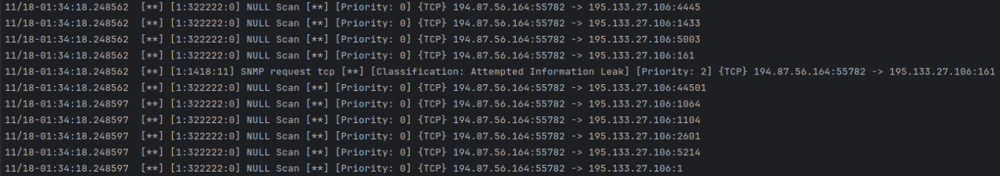 11/18-01:34:18.248562 [**] [1:322222:0] NULL Scan [**] [Priority: 0] {TCP} 194.87.56.164:55782 -> 195.133.27.106:4445
11/18-01:34:18.248562 [**] [1:322222:0] NULL Scan [**] [Priority: 0] {TCP} 194.87.56.164:55782 -> 195.133.27.106:1433
11/18-01:34:18.248562 [**] [1:322222:0] NULL Scan [**] [Priority: 0] {TCP} 194.87.56.164:55782 -> 195.133.27.106:5003
11/18-01:34:18.248562 [**] [1:322222:0] NULL Scan [**] [Priority: 0] {TCP} 194.87.56.164:55782 -> 195.133.27.106:161
11/18-01:34:18.248562 [**] [1:1418:11] SNMP request tcp [**] [Classification: Attempted Information Leak] [Priority: 2] {TCP} 194.87.56.164:55782 -> 195.133.27.106:161
11/18-01:34:18.248562 [**] [1:322222:0] NULL Scan [**] [Priority: 0] {TCP} 194.87.56.164:55782 -> 195.133.27.106:44501
11/18-01:34:18.248597 [**] [1:322222:0] NULL Scan [**] [Priority: 0] {TCP} 194.87.56.164:55782 -> 195.133.27.106:1064
11/18-01:34:18.248597 [**] [1:322222:0] NULL Scan [**] [Priority: 0] {TCP} 194.87.56.164:55782 -> 195.133.27.106:1104
11/18-01:34:18.248597 [**] [1:322222:0] NULL Scan [**] [Priority: 0] {TCP} 194.87.56.164:55782 -> 195.133.27.106:2601
11/18-01:34:18.248597 [**] [1:322222:0] NULL Scan [**] [Priority: 0] {TCP} 194.87.56.164:55782 -> 195.133.27.106:5214
11/18-01:34:18.248597 [**] [1:322222:0] NULL Scan [**] [Priority: 0] {TCP} 194.87.56.164:55782 -> 195.133.27.106:1